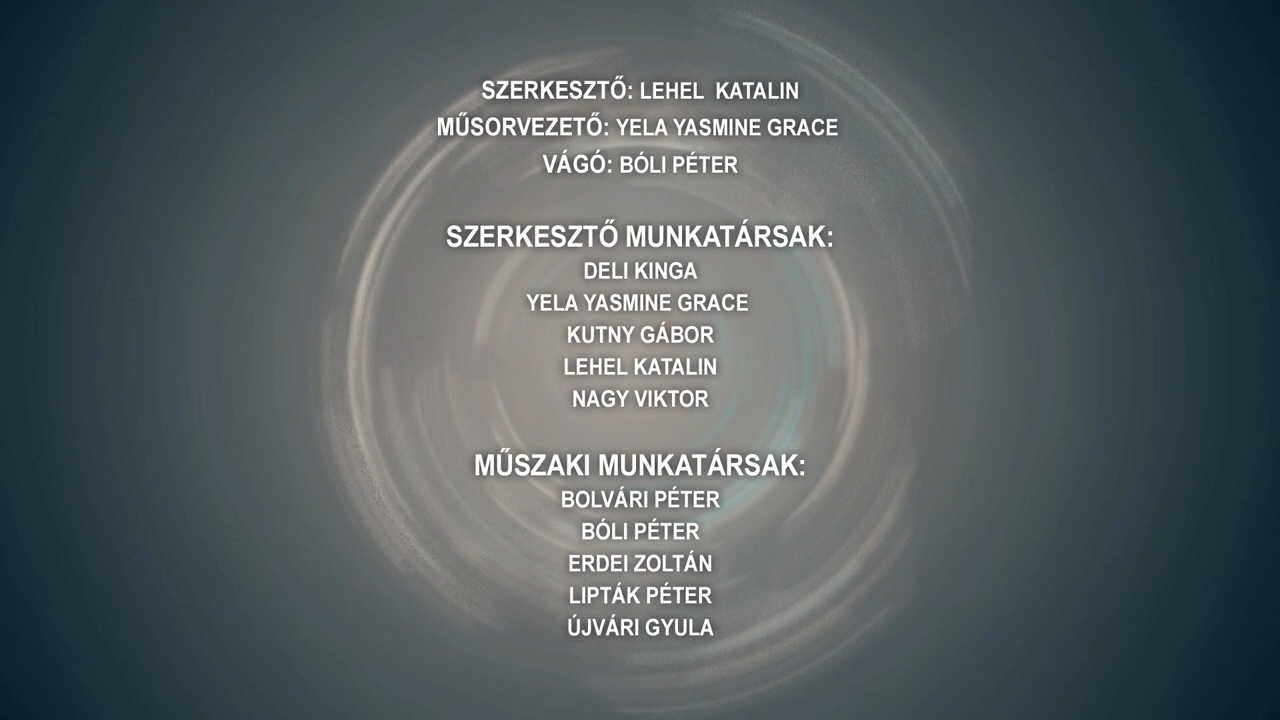 SZERKESZTŐ: LEHEL KATALIN
MŰSORVEZETŐ: YELA YASMINE GRACE
VÁGÓ: BÓLI PÉTER
SZERKESZTŐ MUNKATÁRSAK:
DELI KINGA
YELA YASMINE GRACE
KUTNY GÁBOR
LEHEL KATALIN
NAGY VIKTOR
MŰSZAKI MUNKATÁRSAK:
BOLVÁRI PÉTER
BÓLI PÉTER
ERDEI ZOLTÁN
LIPTÁK PÉTER
ÚJVÁRI GYULA